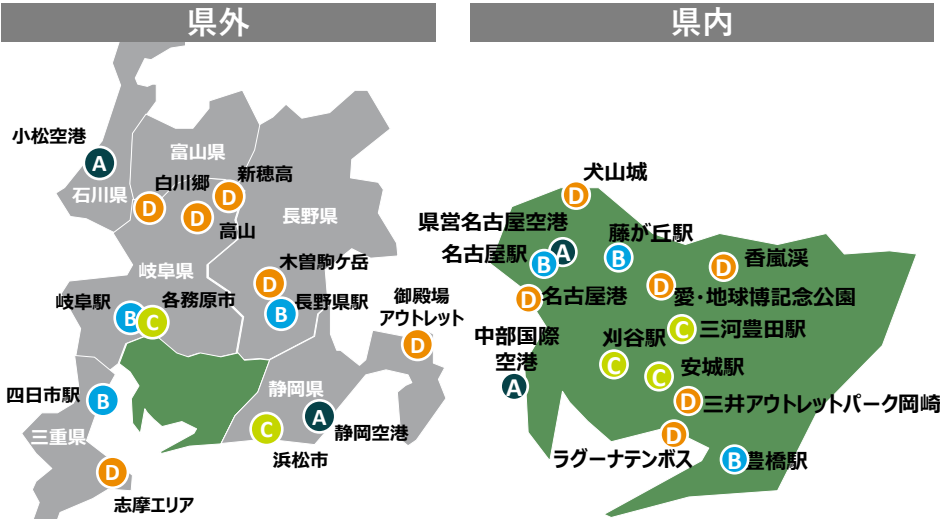 県外
小松空港
A
富山県
石川県
白川郷
新穂高
D
D
D
高山
長野県
木曽駒ケ岳
岐阜県
D
岐阜駅
各務原市
B
C
B
長野県駅
御殿場
アウトレット
D
四日市駅
B
静岡県
A
C
静岡空港
浜松市
三重県
D
志摩エリア
県内
犬山城
D
県営名古屋空港
A
名古屋駅
B
藤が丘駅
B
香嵐渓
D
名古屋港
D
愛・地球博記念公園
D
中部国際
空港
A
刈谷駅
C
三河豊田駅
C
安城駅
C
三井アウトレットパーク岡崎
D
ラグーナテンボス
D
豊橋駅
B